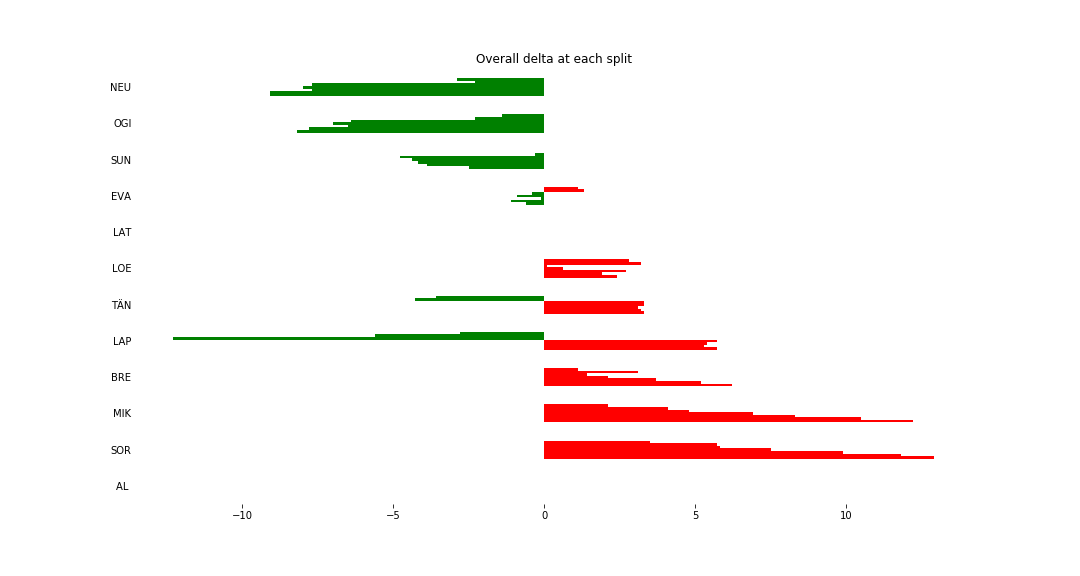 Overall delta at each split
NEU
OGI
SUN
EVA
LAT
LOE
TÄN
LAP
BRE
MIK
SOR
AL
−10 −5 0 5 10